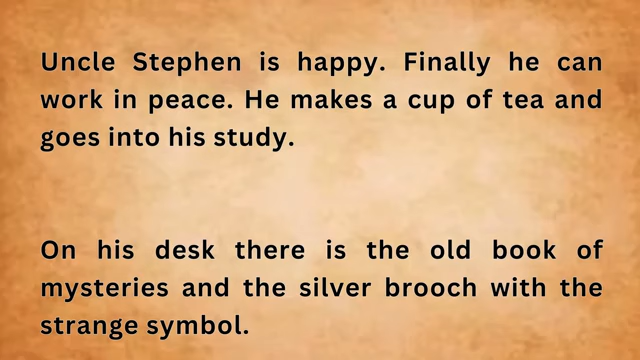 Uncle Stephen is happy. Finally he can
work in peace. He makes a cup of tea and
goes into his study.
On his desk there is the old book of
mysteries and the silver brooch with the
strange symbol.